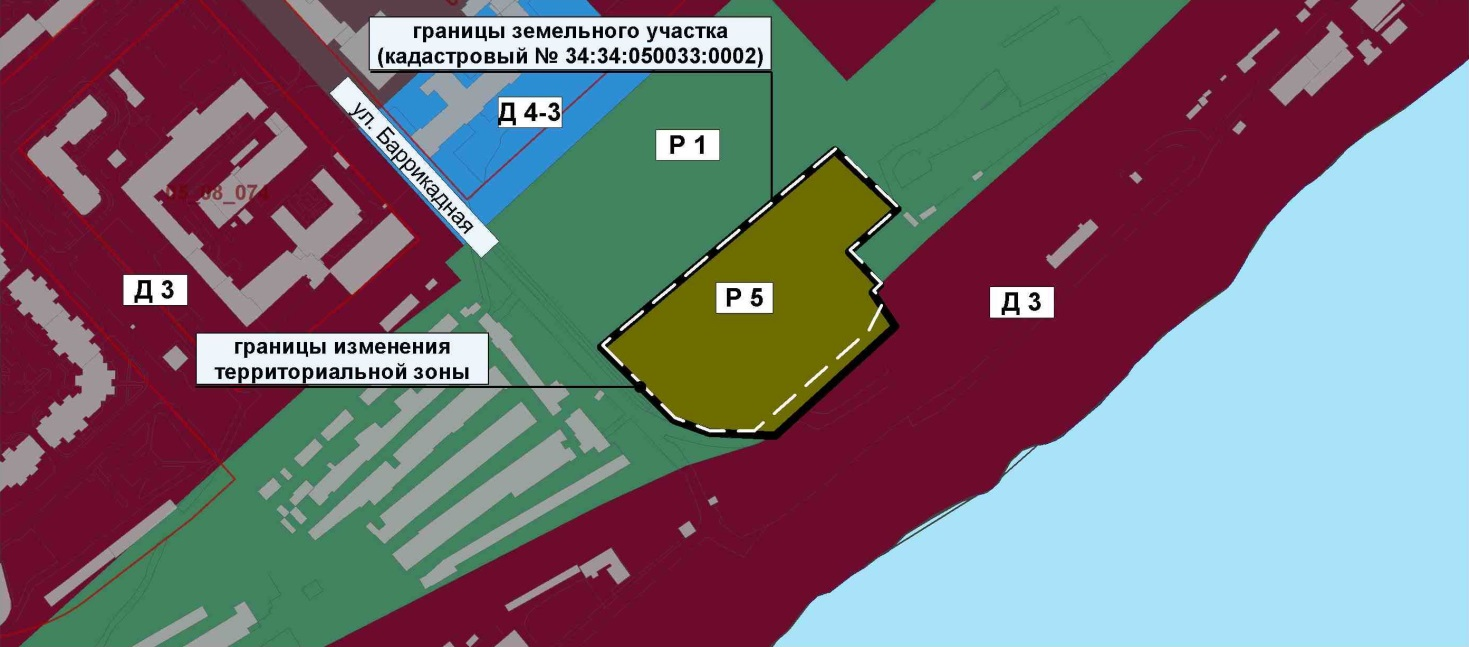 границы земельного участка
(кадастровый № 34:34:050033:0002)
Д 4-3
ул. Баррикадная
Р 1
Д 3
Р 5
Д 3
границы изменения
территориальной зоны